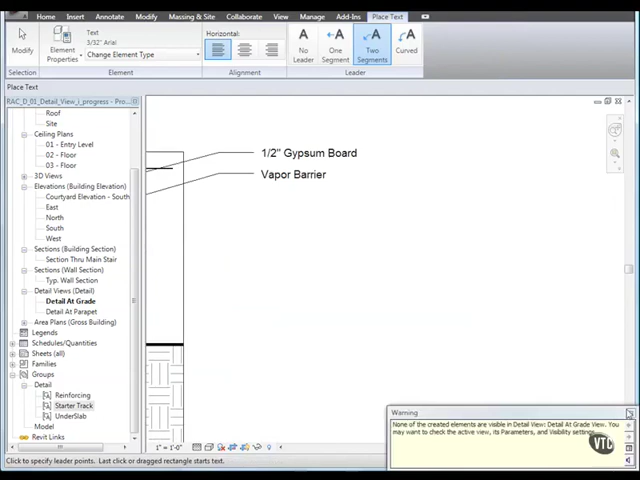 Home Insert Annotate Modify Massing & Site Collaborate View Manage Add-Ins Place Text
Modify
Element
Properties
Text
3/32" Arial
Change Element Type
Horizontal:
No
Leader
One
Segment
Two
Segments
Curved
Selection Element Alignment Leader
Place Text
RAC_D_01_Detail_View_i_progress - Pro...
Roof
Site
Ceiling Plans
01 - Entry Level
02 - Floor
03 - Floor
3D Views
Elevations (Building Elevation)
Courtyard Elevation - South
East
North
South
West
Sections (Building Section)
Section Thru Main Stair
Sections (Wall Section)
Typ. Wall Section
Detail Views (Detail)
Detail At Grade
Detail At Parapet
Area Plans (Gross Building)
Legends
Schedules/Quantities
Sheets (all)
Families
Groups
Detail
Reinforcing
Starter Track
UnderSlab
Model
Revit Links
1/2" Gypsum Board
Vapor Barrier
1" = 1'-0"
Warning
None of the created elements are visible in Detail View: Detail At Grade View. You
may want to check the active view, its Parameters, and Visibility settings
VTC
Click to specify leader points. Last click or dragged rectangle starts text.